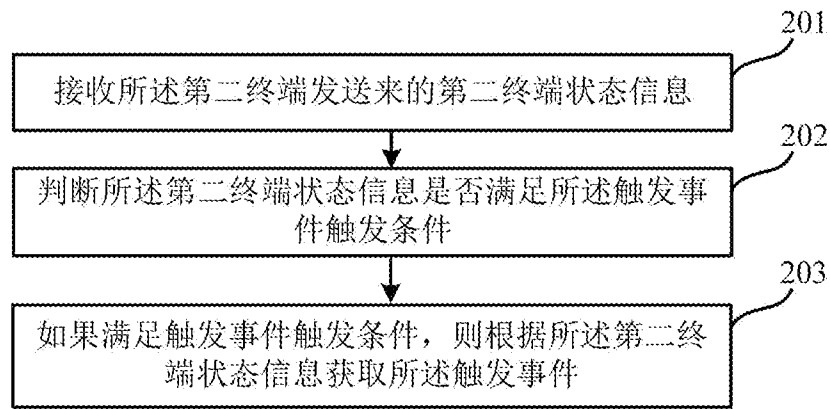 201
接收所述第二终端发送来的第二终端状态信息
202
判断所述第二终端状态信息是否满足所述触发事
件触发条件
203
如果满足触发事件触发条件，则根据所述第二终
端状态信息获取所述触发事件